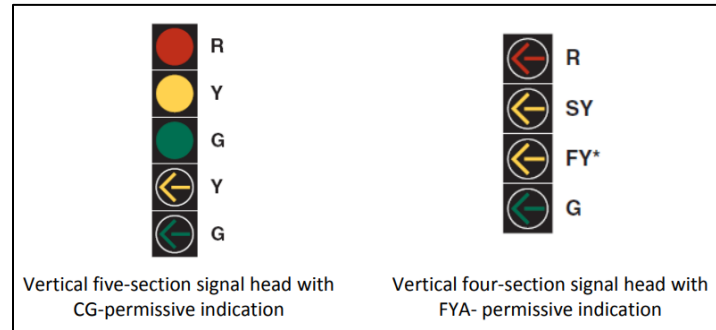 R
Y
G
Y
G
Vertical five-section signal head with
CG-permissive indication
R
SY
FY*
G
Vertical four-section signal head with
FYA- permissive indication